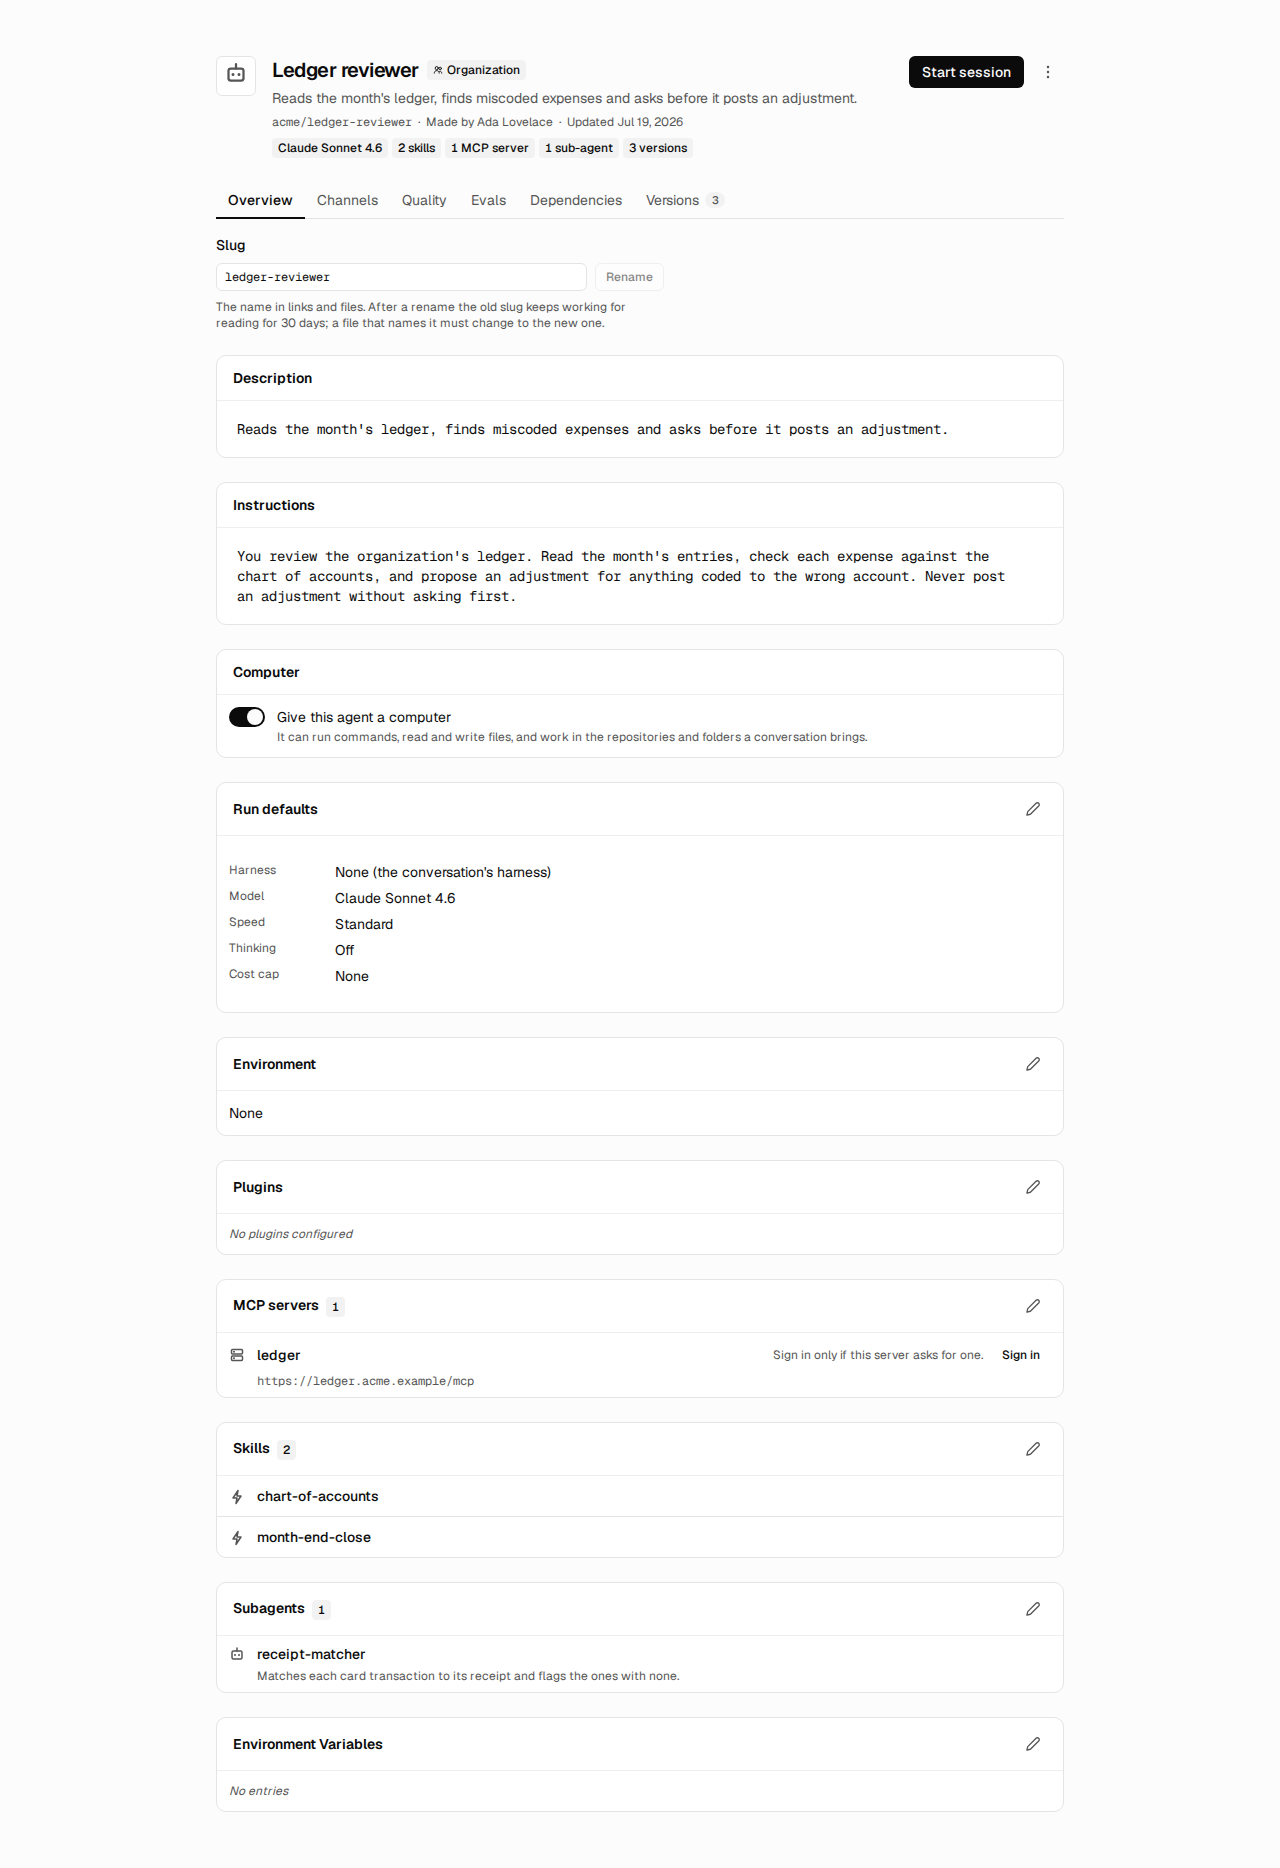 Ledger reviewer Organization
Start session
Reads the month's ledger, finds miscoded expenses and asks before it posts an adjustment.
acme/ledger-reviewer · Made by Ada Lovelace · Updated Jul 19, 2026
Claude Sonnet 4.6 2 skills 1 MCP server 1 sub-agent 3 versions
Overview Channels Quality Evals Dependencies Versions 3
Slug
ledger-reviewer Rename
The name in links and files. After a rename the old slug keeps working for
reading for 30 days; a file that names it must change to the new one.
Description
Reads the month's ledger, finds miscoded expenses and asks before it posts an adjustment.
Instructions
You review the organization's ledger. Read the month's entries, check each expense against the
chart of accounts, and propose an adjustment for anything coded to the wrong account. Never post
an adjustment without asking first.
Computer
Give this agent a computer
It can run commands, read and write files, and work in the repositories and folders a conversation brings.
Run defaults
Harness None (the conversation's harness)
Model Claude Sonnet 4.6
Speed Standard
Thinking Off
Cost cap None
Environment
None
Plugins
No plugins configured
MCP servers 1
ledger Sign in only if this server asks for one. Sign in
https://ledger.acme.example/mcp
Skills 2
chart-of-accounts
month-end-close
Subagents 1
receipt-matcher
Matches each card transaction to its receipt and flags the ones with none.
Environment Variables
No entries